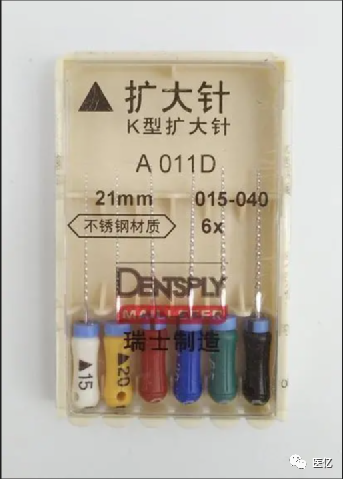 ▲ 扩大针
K型扩大针
A 011D
21mm 015-040
不锈钢材质 6x
DENTSPLY
MAILLEFER
瑞士制造
▲15
▲20
医亿